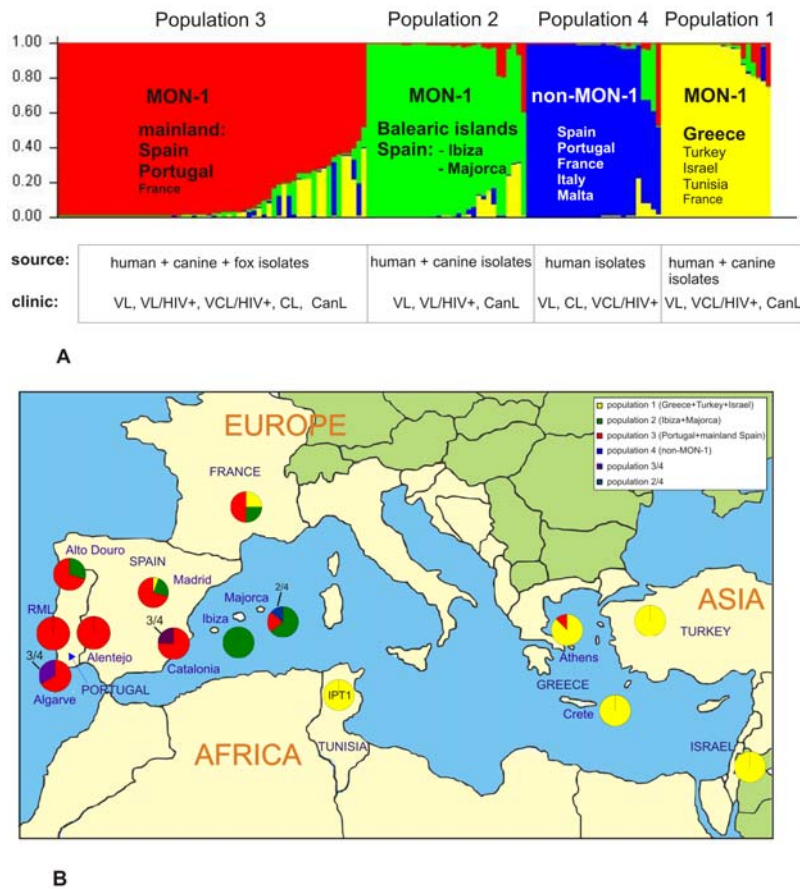 Population 3
Population 2
Population 4
Population 1
1.00
0.80
0.60
0.40
0.20
0.00
MON-1
mainland:
Spain
Portugal
France
MON-1
Balearic islands
Spain: - Ibiza
- Majorca
non-MON-1
Spain
Portugal
France
Italy
Malta
MON-1
Greece
Turkey
Israel
Tunisia
France
source:
human + canine + fox isolates
human + canine isolates
human isolates
human + canine
isolates
clinic:
VL, VL/HIV+, VCL/HIV+, CL, CanL
VL, VL/HIV+, CanL
VL, CL, VCL/HIV+
VL, VCL/HIV+, CanL
A
EUROPE
population 1 (Greece+Turkey+Israel)
population 2 (Ibiza+Majorca)
population 3 (Portugal+mainland Spain)
population 4 (non-MON-1)
population 3/4
population 2/4
FRANCE
Alto Douro
SPAIN
Madrid
Majorca
2/4
ASIA
RML
Ibiza
3/4
TURKEY
Alentejo
Catalonia
Athens
3/4
PORTUGAL
Algarve
GREECE
IPT1
Crete
AFRICA
TUNISIA
ISRAEL
B